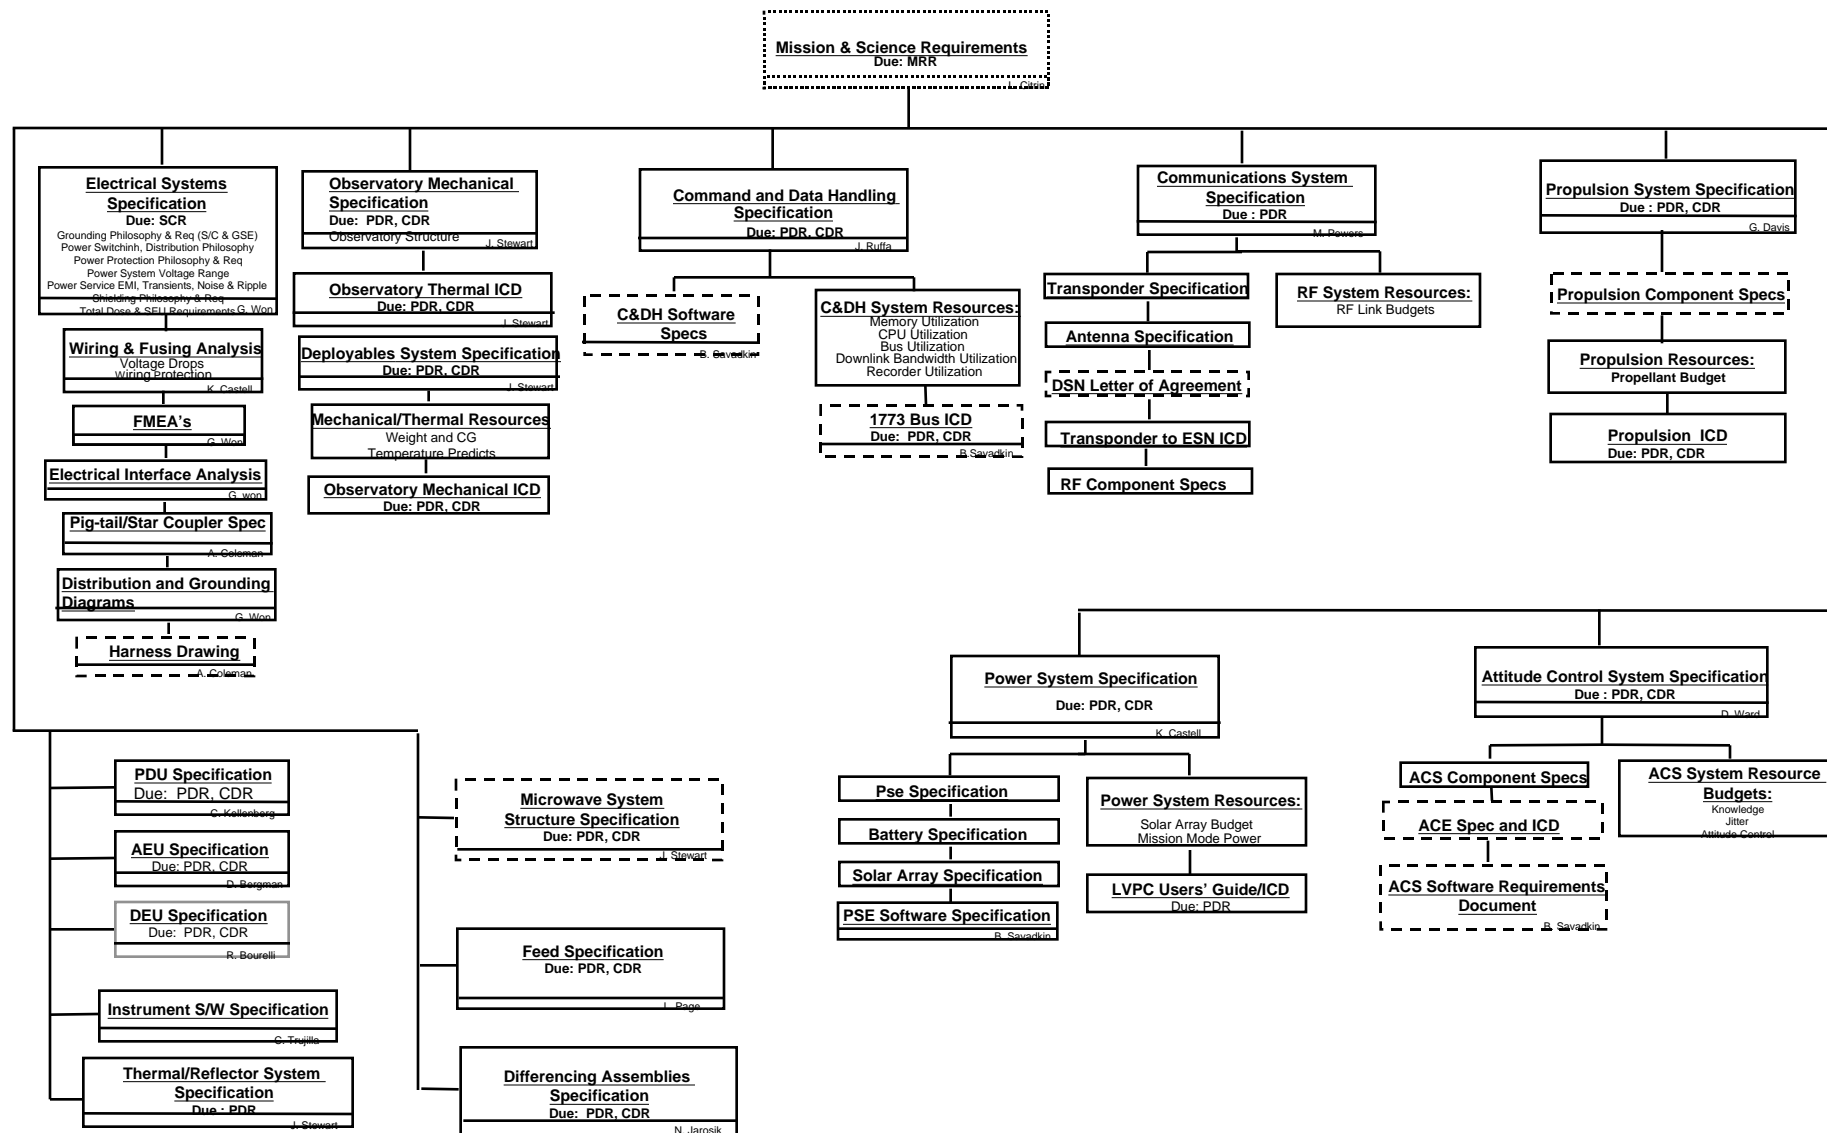 Mission & Science Requirements
Due: MRR
L. Citrin
Electrical Systems
Specification
Due: SCR
Grounding Philosophy & Req (S/C & GSE)
Power Switchinh, Distribution Philosophy
Power Protection Philosophy & Req
Power System Voltage Range
Power Service EMI, Transients, Noise & Ripple
Shielding Philosophy & Req
Total Dose & SEU Requirements
G. Won
Wiring & Fusing Analysis
Voltage Drops
Wiring Protection
K. Castell
FMEA's
G. Won
Electrical Interface Analysis
G. won
Pig-tail/Star Coupler Spec
A. Coleman
Distribution and Grounding
Diagrams
G. Won
Harness Drawing
A. Coleman
Observatory Mechanical
Specification
Due: PDR, CDR
Observatory Structure
J. Stewart
Observatory Thermal ICD
Due: PDR, CDR
J. Stewart
Deployables System Specification
Due: PDR, CDR
J. Stewart
Mechanical/Thermal Resources
Weight and CG
Temperature Predicts
Observatory Mechanical ICD
Due: PDR, CDR
Command and Data Handling
Specification
Due: PDR, CDR
J. Ruffa
C&DH Software
Specs
B. Savadkin
C&DH System Resources:
Memory Utilization
CPU Utilization
Bus Utilization
Downlink Bandwidth Utilization
Recorder Utilization
1773 Bus ICD
Due: PDR, CDR
B.Savadkin
Communications System
Specification
Due : PDR
M. Powers
Transponder Specification
Antenna Specification
DSN Letter of Agreement
Transponder to ESN ICD
RF Component Specs
RF System Resources:
RF Link Budgets
Propulsion System Specification
Due : PDR, CDR
G. Davis
Propulsion Component Specs
Propulsion Resources:
Propellant Budget
Propulsion ICD
Due: PDR, CDR
Power System Specification
Due: PDR, CDR
K. Castell
Pse Specification
Battery Specification
Solar Array Specification
PSE Software Specification
B. Savadkin
Power System Resources:
Solar Array Budget
Mission Mode Power
LVPC Users' Guide/ICD
Due: PDR
Attitude Control System Specification
Due : PDR, CDR
D. Ward
ACS Component Specs
ACE Spec and ICD
ACS Software Requirements
Document
B. Savadkin
ACS System Resource
Budgets:
Knowledge
Jitter
Attitude Control
PDU Specification
Due: PDR, CDR
C. Kellenberg
AEU Specification
Due: PDR, CDR
D. Bergman
DEU Specification
Due: PDR, CDR
R. Bourelli
Instrument S/W Specification
C. Trujilla
Thermal/Reflector System
Specification
Due : PDR
J. Stewart
Microwave System
Structure Specification
Due: PDR, CDR
J. Stewart
Feed Specification
Due: PDR, CDR
L. Page
Differencing Assemblies
Specification
Due: PDR, CDR
N. Jarosik